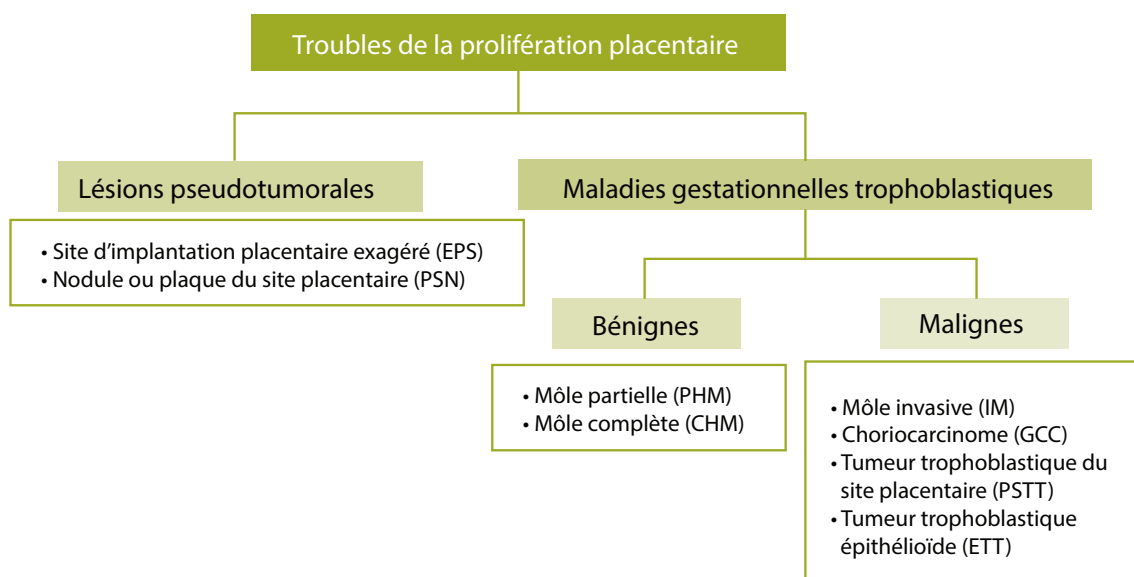 Troubles de la prolifération placentaire
Lésions pseudotumorales
• Site d'implantation placentaire exagéré (EPS)
• Nodule ou plaque du site placentaire (PSN)
Maladies gestationnelles trophoblastiques
Bénignes
• Môle partielle (PHM)
• Môle complète (CHM)
Malignes
• Môle invasive (IM)
• Choriocarcinome (GCC)
• Tumeur trophoblastique du
site placentaire (PSTT)
• Tumeur trophoblastique
épithélioïde (ETT)